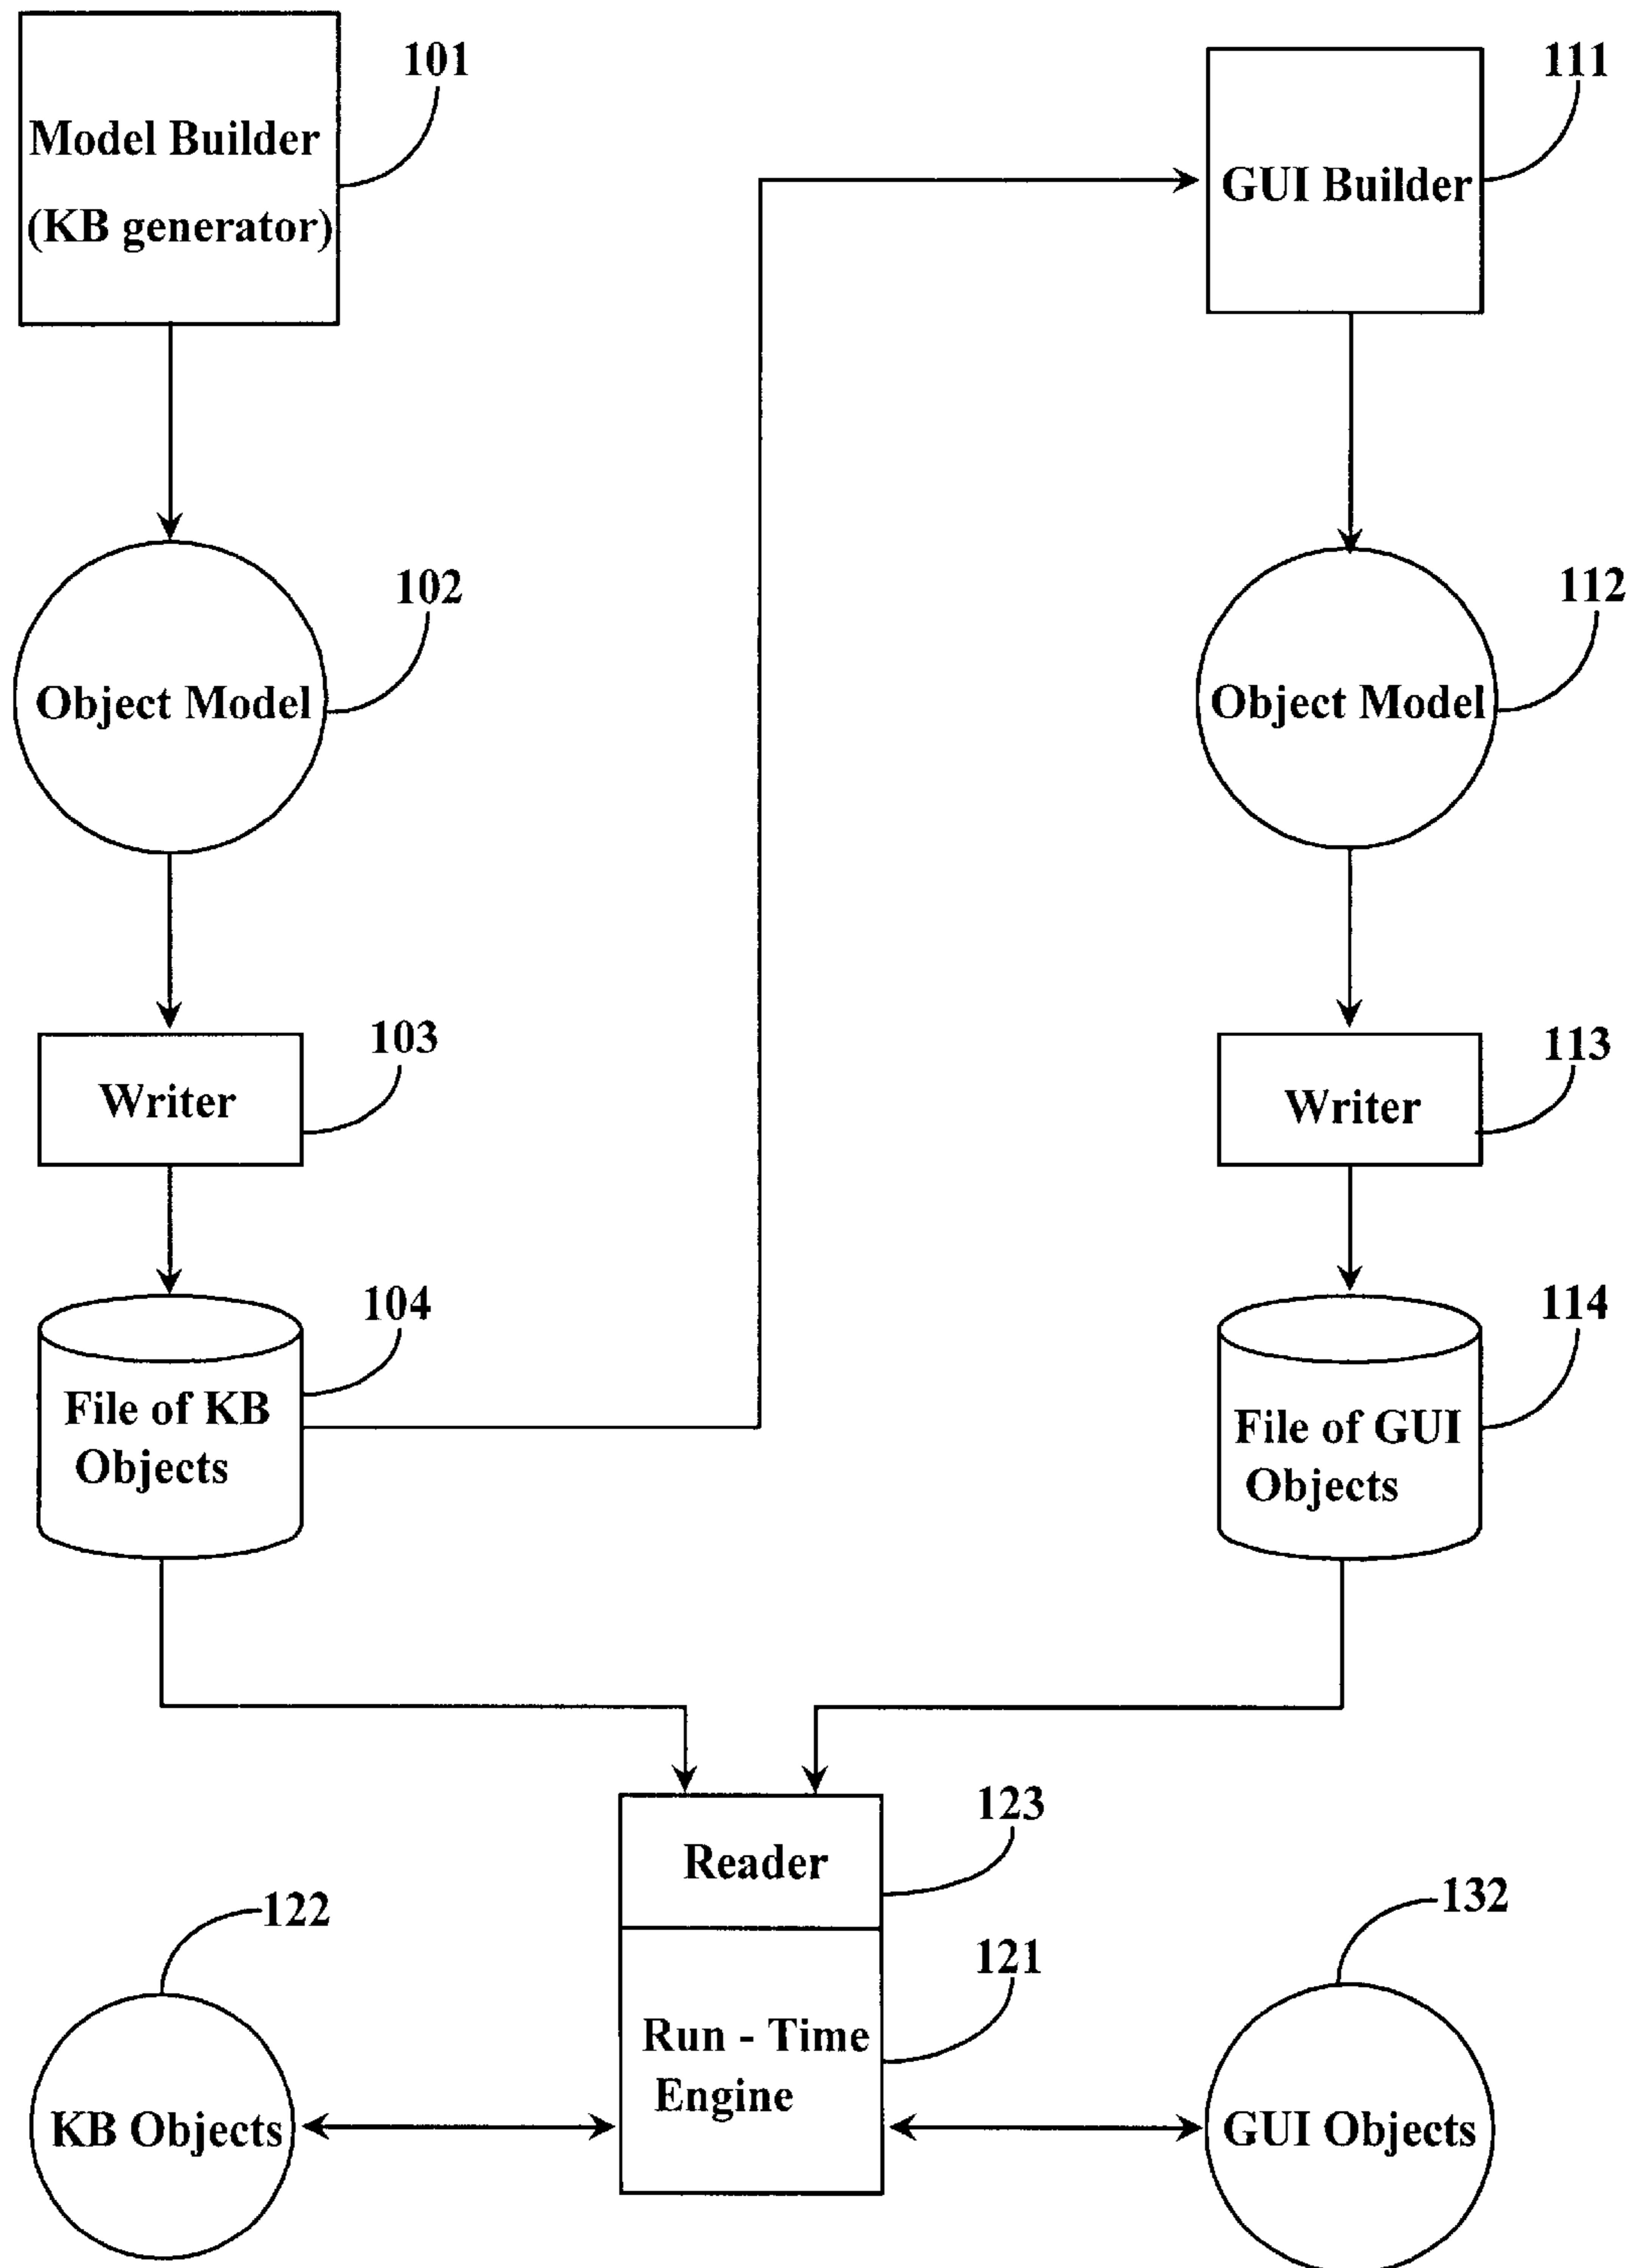 101
111
Model Builder
(KB generator)
GUI Builder
102
112
Object Model
Object Model
103
113
Writer
Writer
104
114
File of KB
Objects
File of GUI
Objects
123
Reader
122
132
121
Run - Time
Engine
KB Objects
GUI Objects